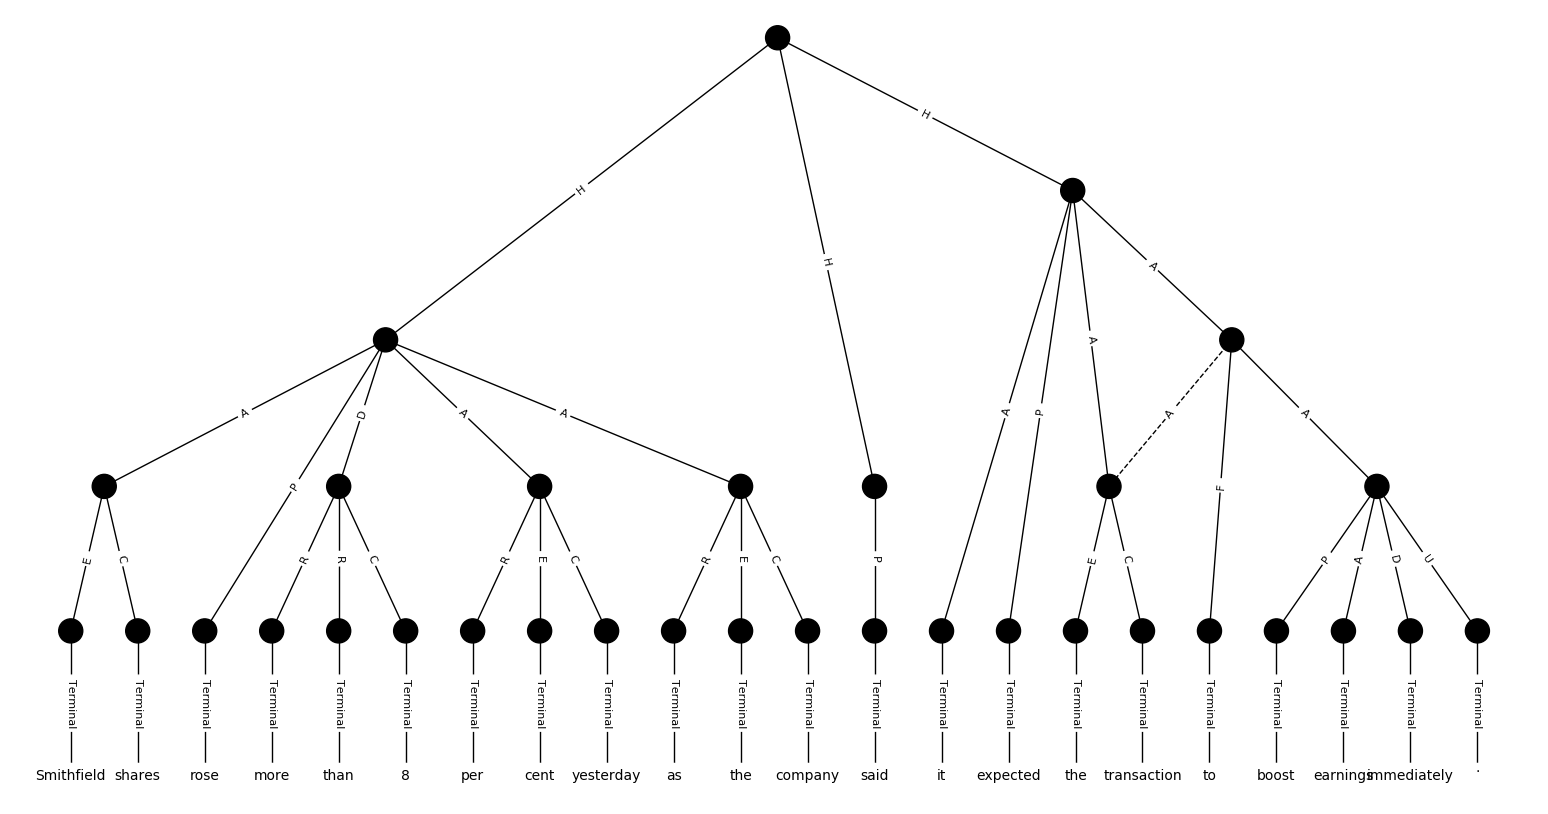 H
H
H
A
A
A
A
P
A
D
A
A
A
A
P
F
E
C
R
R
C
R
E
C
R
E
C
P
E
C
P
A
D
U
Terminal Terminal Terminal Terminal Terminal Terminal Terminal Terminal Terminal Terminal Terminal Terminal Terminal Terminal Terminal Terminal Terminal Terminal Terminal Terminal Terminal Terminal
Smithfield shares rose more than 8 per cent yesterday as the company said it expected the transaction to boost earnings immediately .